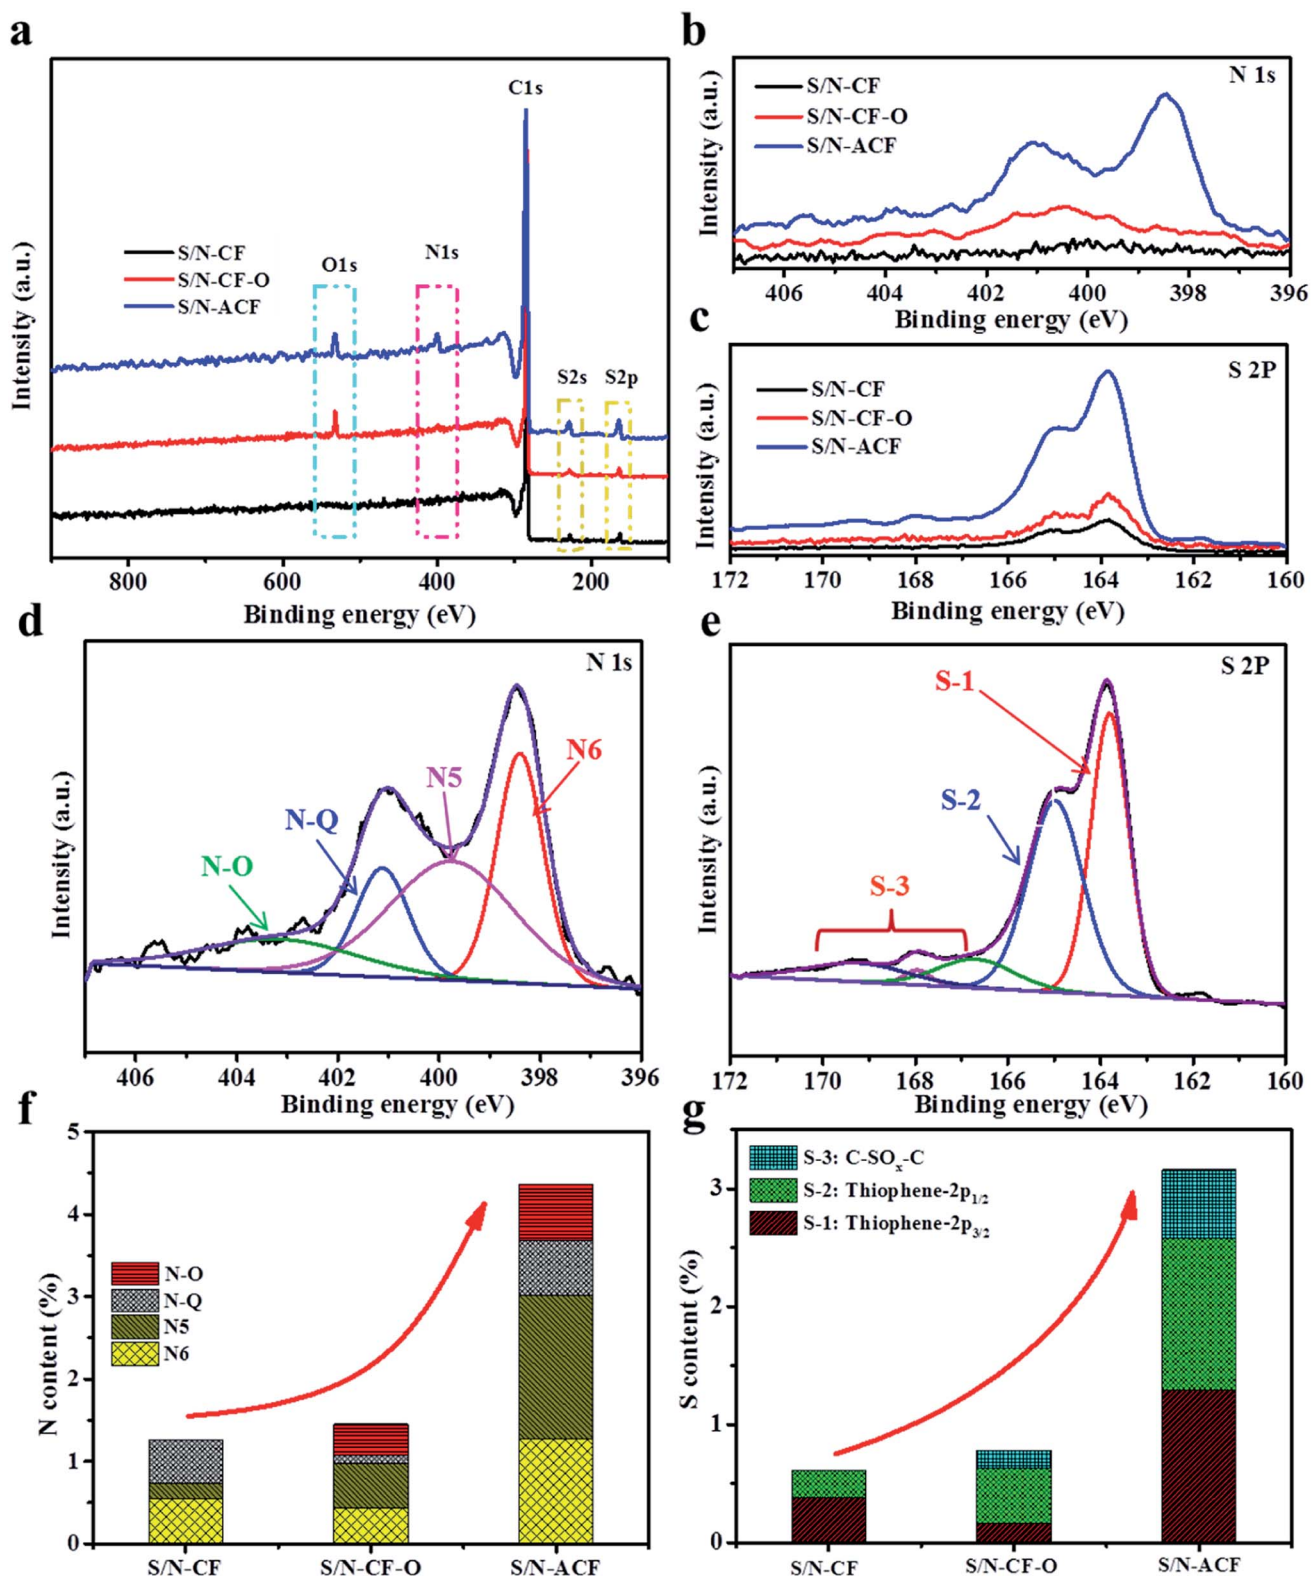 a
C1s
S/N-CF
S/N-CF-O
S/N-ACF
O1s
N1s
S2s
S2p
Intensity (a.u.)
800
600
400
200
Binding energy (eV)
b
N 1s
S/N-CF
S/N-CF-O
S/N-ACF
Intensity (a.u.)
406
404
402
400
398
396
Binding energy (eV)
c
S 2P
S/N-CF
S/N-CF-O
S/N-ACF
Intensity (a.u.)
172
170
168
166
164
162
160
Binding energy (eV)
d
N 1s
N6
N5
N-Q
N-O
Intensity (a.u.)
406
404
402
400
398
396
Binding energy (eV)
e
S 2P
S-1
S-2
S-3
Intensity (a.u.)
172
170
168
166
164
162
160
Binding energy (eV)
f
5
4
3
2
1
0
N content (%)
N-O
N-Q
N5
N6
S/N-CF
S/N-CF-O
S/N-ACF
g
S-3: C-SOx-C
S-2: Thiophene-2p1/2
S-1: Thiophene-2p3/2
3
2
1
0
S content (%)
S/N-CF
S/N-CF-O
S/N-ACF